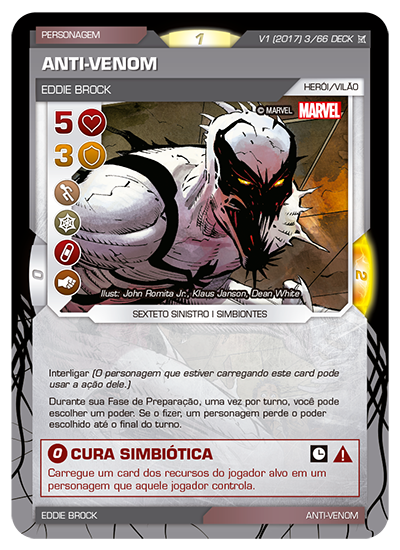 PERSONAGEM
1
V1 (2017) 3/66 DECK
ANTI-VENOM
EDDIE BROCK
HERÓI/VILÃO
© MARVEL
MARVEL
5
3
0
2
Ilust: John Romita Jr., Klaus Janson, Dean White
SEXTETO SINISTRO | SIMBIONTES
Interligar (O personagem que estiver carregando este card pode
usar a ação dele.)
Durante sua Fase de Preparação, uma vez por turno, você pode
escolher um poder. Se o fizer, um personagem perde o poder
escolhido até o final do turno.
0 CURA SIMBIÓTICA
Carregue um card dos recursos do jogador alvo em um
personagem que aquele jogador controla.
EDDIE BROCK
ANTI-VENOM